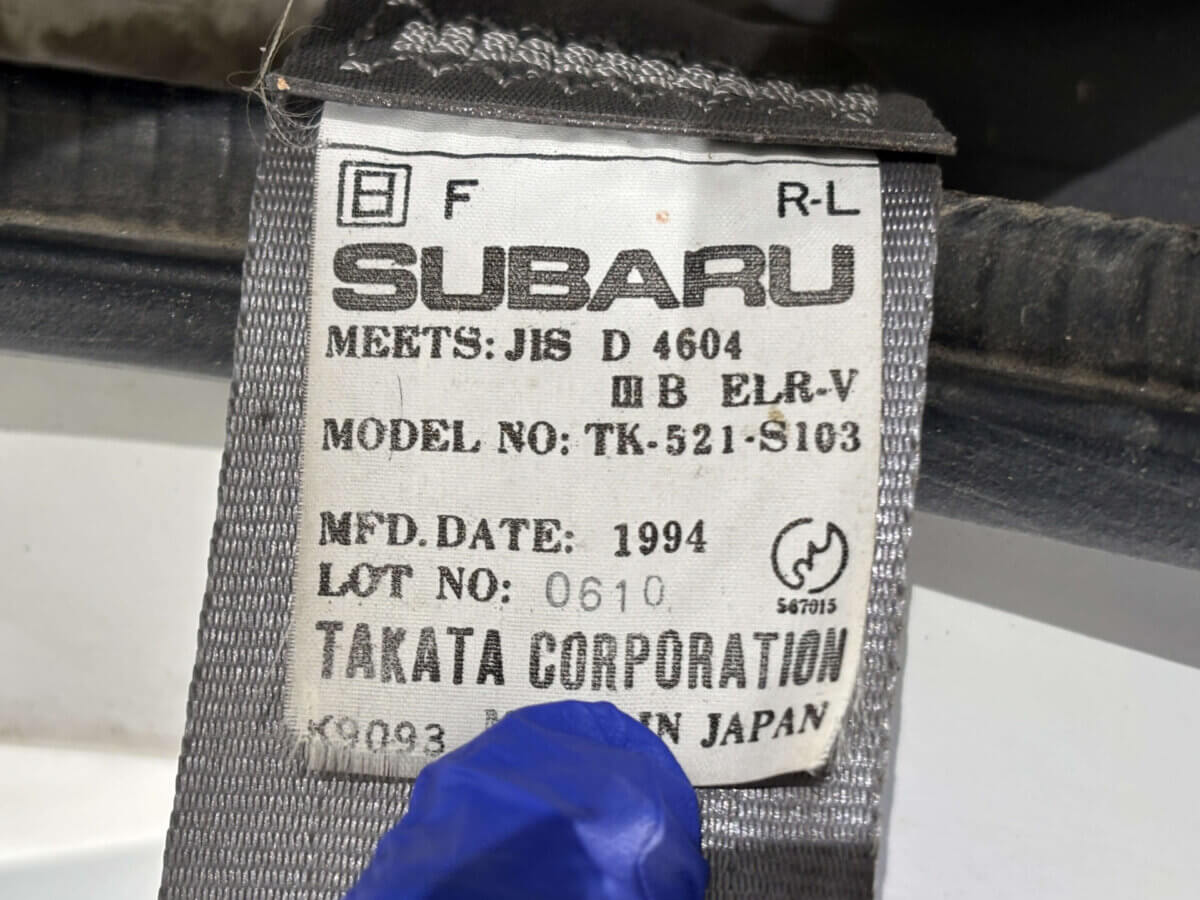 日 F R-L
SUBARU
MEETS: JIS D 4604
III B ELR-V
MODEL NO: TK-521-S103
MFD. DATE: 1994
LOT NO: 0610
567015
TAKATA CORPORATION
K9093 IN JAPAN